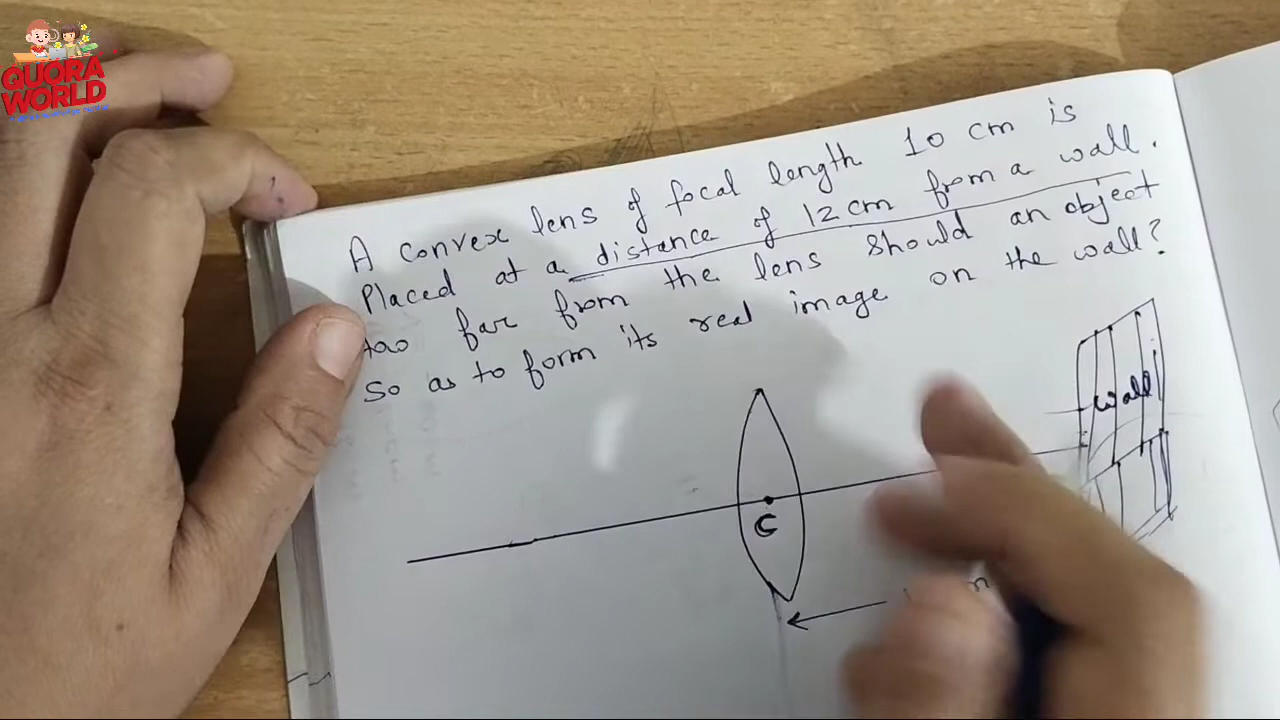 QUORA
WORLD
A convex lens of focal length 10 cm is
Placed at a distance of 12 cm from a wall.
how far from the lens should an object
so as to form its real image on the wall?
wall
C